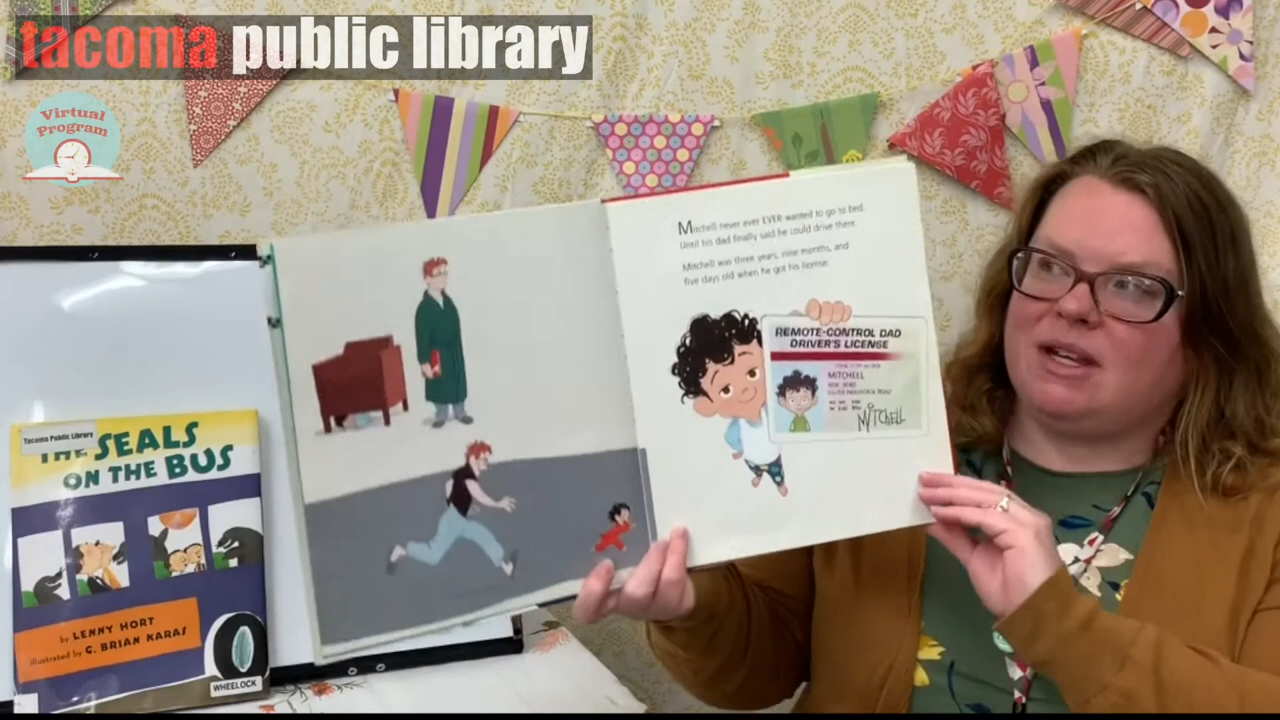 tacoma public library
Virtual
Program
Mitchell never ever EVER wanted to go to bed.
Until his dad finally said he could drive there.
Mitchell was three years, nine months, and
five days old when he got his license.
REMOTE-CONTROL DAD
DRIVER'S LICENSE
MITCHELL
MITCHELL
Tacoma Public Library
THE SEALS
ON THE BUS
by LENNY HORT
illustrated by G. BRIAN KARAS
WHEELOCK